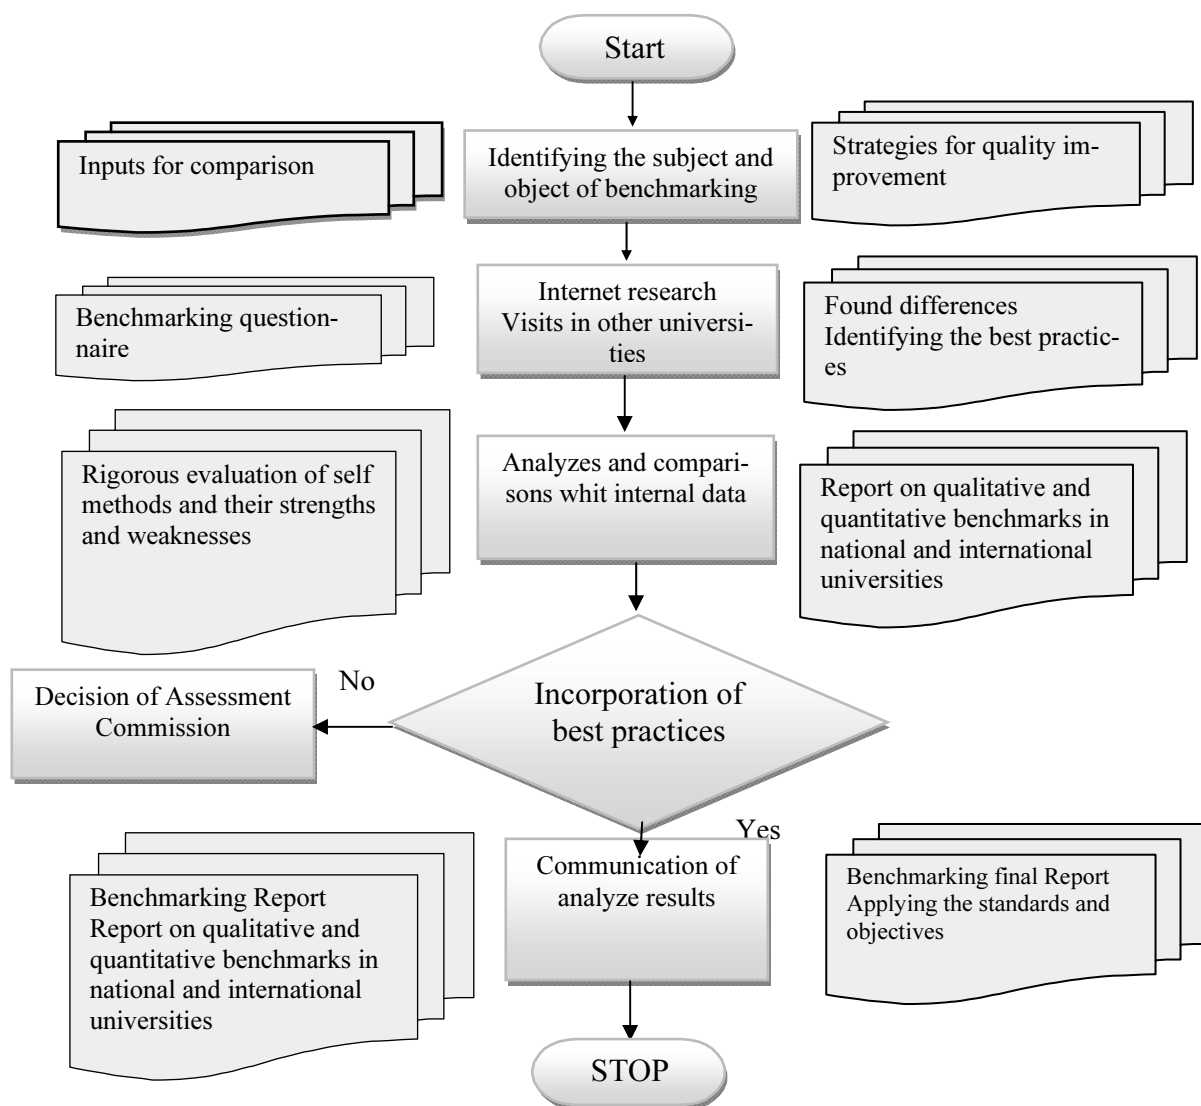 Start
Inputs for comparison
Identifying the subject and
object of benchmarking
Strategies for quality im-
provement
Benchmarking question-
naire
Internet research
Visits in other universi-
ties
Found differences
Identifying the best practic-
es
Rigorous evaluation of self
methods and their strengths
and weaknesses
Analyzes and compari-
sons whit internal data
Report on qualitative and
quantitative benchmarks in
national and international
universities
Decision of Assessment
Commission
No
Incorporation of
best practices
Yes
Benchmarking Report
Report on qualitative and
quantitative benchmarks in
national and international
universities
Communication of
analyze results
Benchmarking final Report
Applying the standards and
objectives
STOP